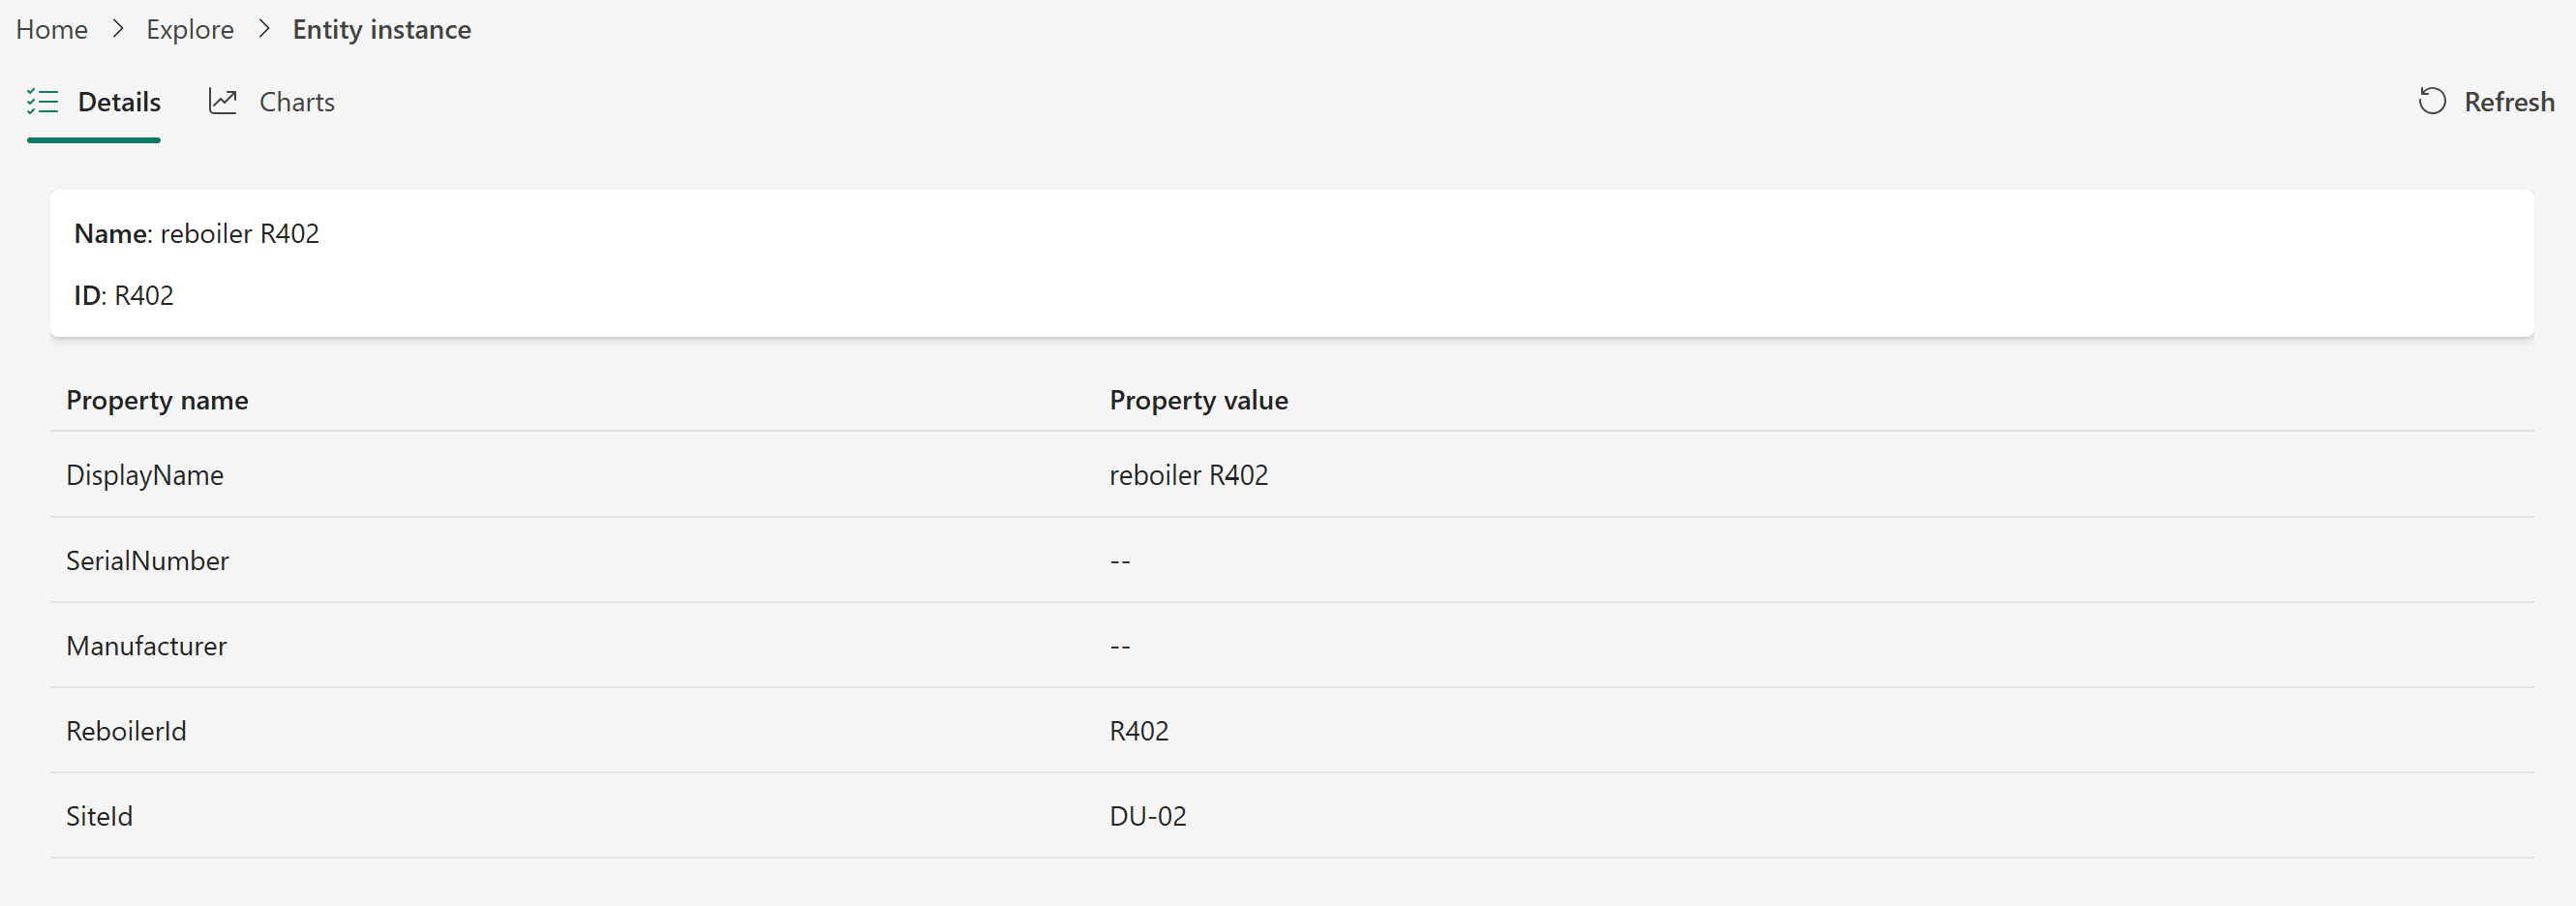 Home > Explore > Entity instance
Details Charts Refresh
Name: reboiler R402
ID: R402
Property name Property value
DisplayName reboiler R402
SerialNumber --
Manufacturer --
ReboilerId R402
SiteId DU-02